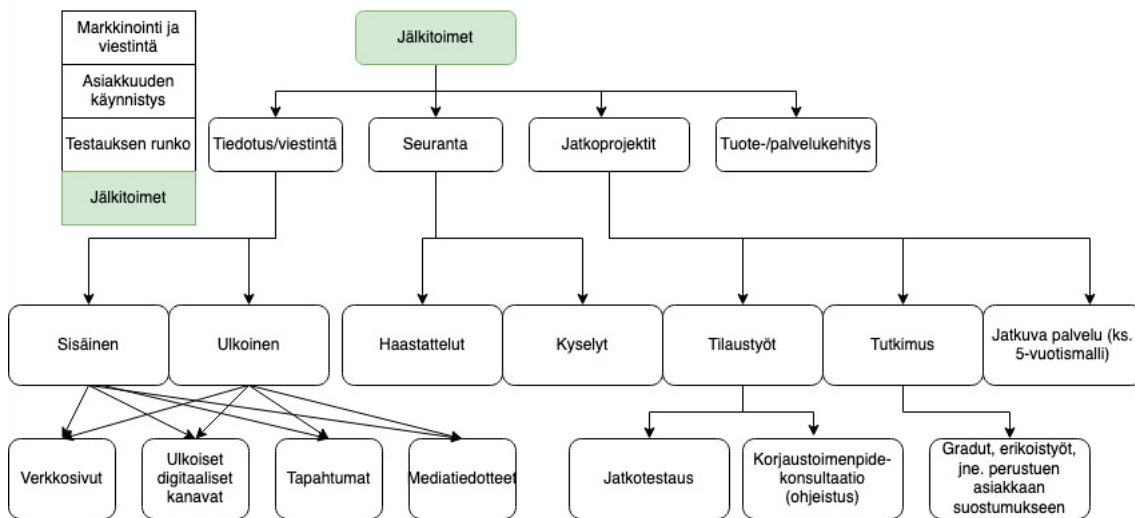 Markkinointi ja
viestintä
Asiakkuuden
käynnistys
Testauksen runko
Jälkitoimet
Jälkitoimet
Tiedotus/viestintä
Seuranta
Jatkoprojektit
Tuote-/palvelukehitys
Sisäinen
Ulkoinen
Haastattelut
Kyselyt
Tilaustyöt
Tutkimus
Jatkuva palvelu (ks.
5-vuotismalli)
Verkkosivut
Ulkoiset
digitaaliset
kanavat
Tapahtumat
Mediatiedotteet
Jatkotestaus
Korjaustoimenpide-
konsultaatio
(ohjeistus)
Gradut, erikoistyöt,
jne. perustuen
asiakkaan
suostumukseen